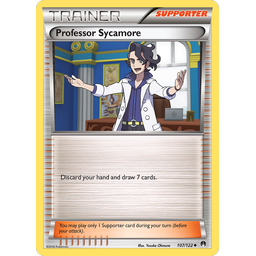 TRAINER
SUPPORTER
Professor Sycamore
Discard your hand and draw 7 cards.
You may play only 1 Supporter card during your turn (before
your attack).
Illus. Yusuke Ohmura
107/122